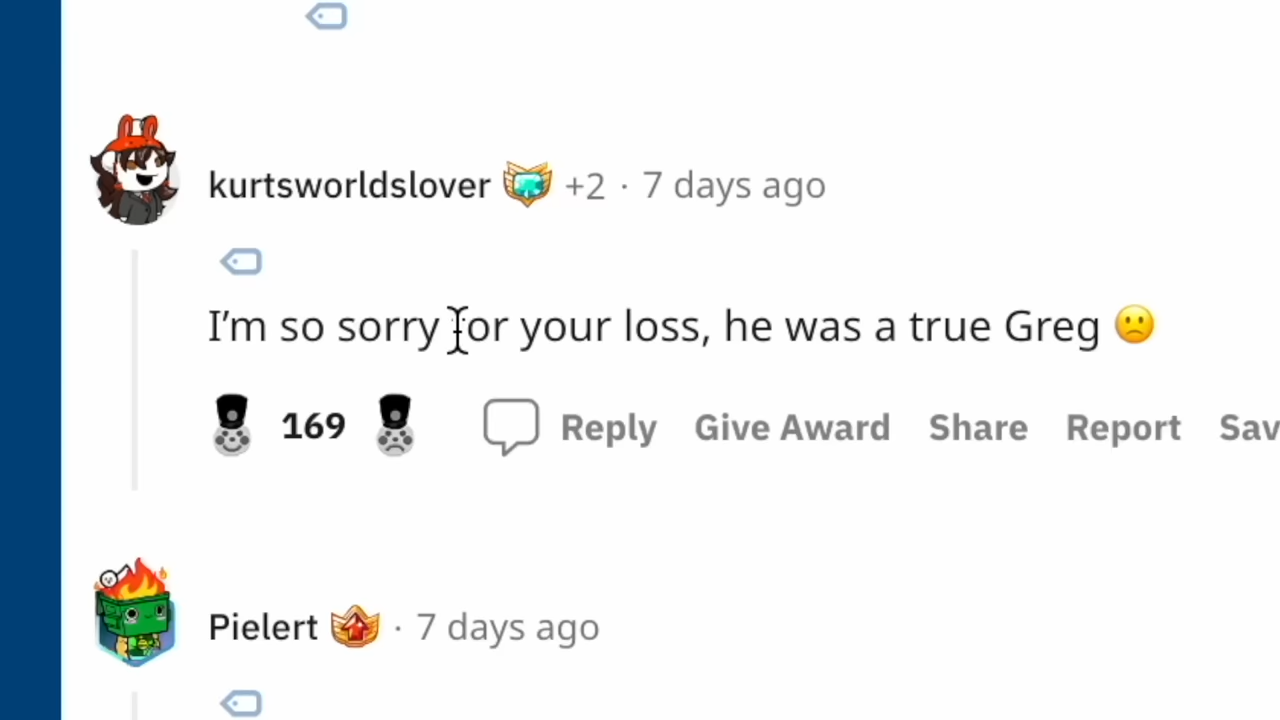 kurtsworldslover +2 · 7 days ago
I’m so sorry for your loss, he was a true Greg 🙁
169 Reply Give Award Share Report Sav
Pielert · 7 days ago